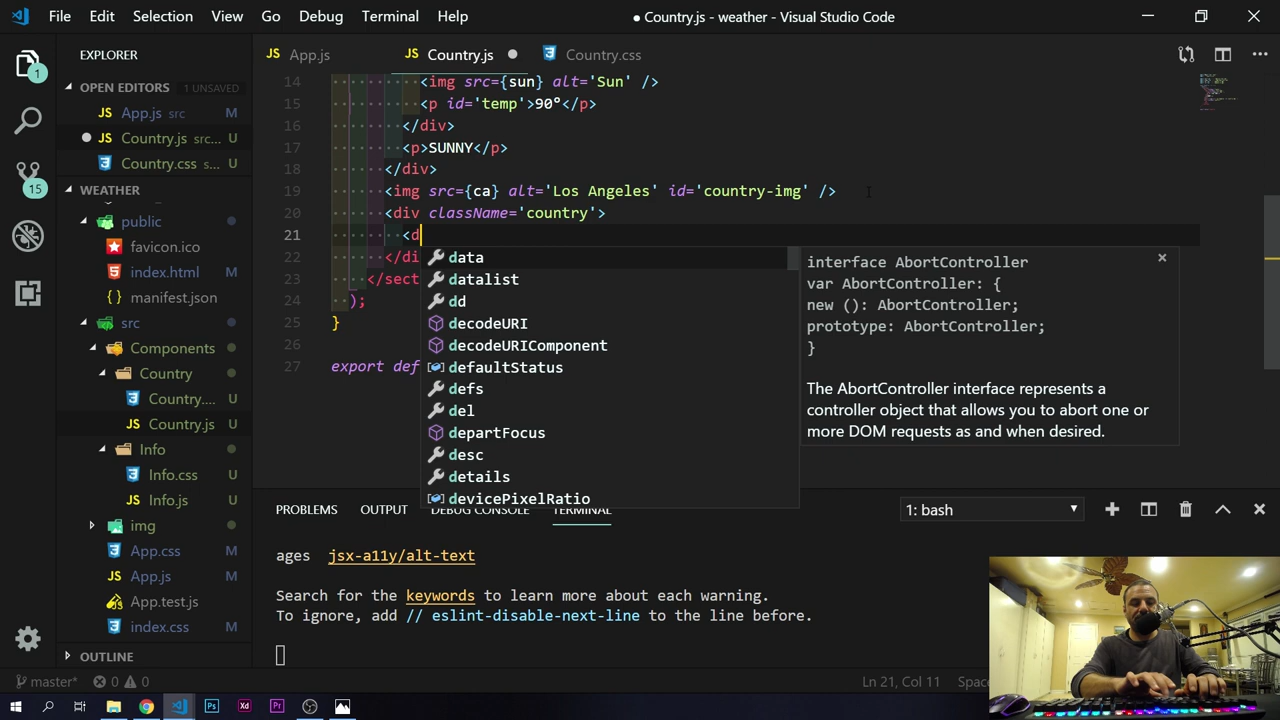 File Edit Selection View Go Debug Terminal Help
● Country.js - weather - Visual Studio Code
EXPLORER
OPEN EDITORS 1 UNSAVED
App.js src M
Country.js src... U
Country.css s... U
WEATHER
public
favicon.ico
index.html
manifest.json
src
Components
Country
Country.... U
Country.js U
Info
Info.css U
Info.js U
img
App.css M
App.js M
App.test.js
index.css M
OUTLINE
1
15
App.js Country.js Country.css
14 <img src={sun} alt='Sun' />
15 <p id='temp'>90°</p>
16 </div>
17 <p>SUNNY</p>
18 </div>
19 <img src={ca} alt='Los Angeles' id='country-img' />
20 <div className='country'>
21 <d
22 </di
23 </sect
24 );
25 }
26
27 export def
data
datalist
dd
decodeURI
decodeURIComponent
defaultStatus
defs
del
departFocus
desc
details
devicePixelRatio
interface AbortController
var AbortController: {
new (): AbortController;
prototype: AbortController;
}
The AbortController interface represents a
controller object that allows you to abort one or
more DOM requests as and when desired.
PROBLEMS OUTPUT DEBUG CONSOLE TERMINAL
1: bash
ages jsx-a11y/alt-text
Search for the keywords to learn more about each warning.
To ignore, add // eslint-disable-next-line to the line before.
master* 0 0 Ln 21, Col 11 Spac
Ps Xd Pr